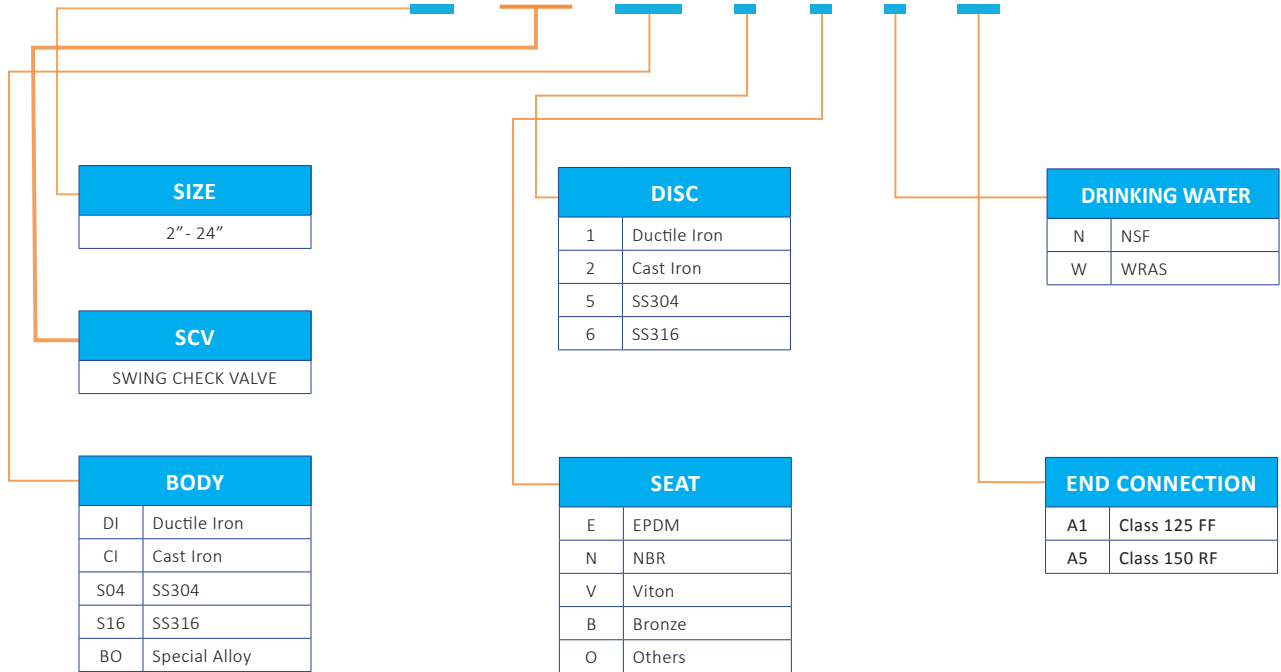 SIZE
2” - 24”
SCV
SWING CHECK VALVE
BODY
DI Ductile Iron
CI Cast Iron
S04 SS304
S16 SS316
BO Special Alloy
DISC
1 Ductile Iron
2 Cast Iron
5 SS304
6 SS316
SEAT
E EPDM
N NBR
V Viton
B Bronze
O Others
DRINKING WATER
N NSF
W WRAS
END CONNECTION
A1 Class 125 FF
A5 Class 150 RF